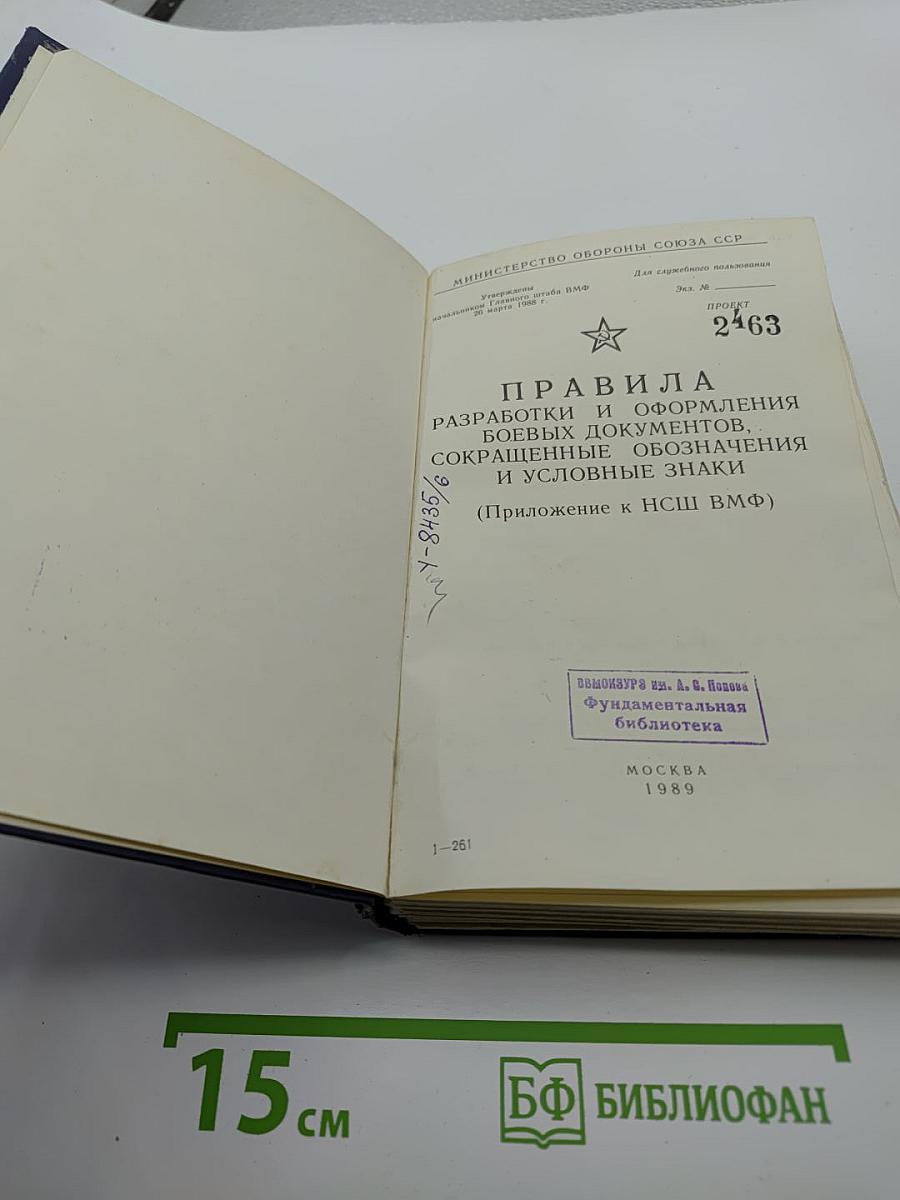 МИНИСТЕРСТВО ОБОРОНЫ СОЮЗА ССР
Для служебного пользования
Утверждены
начальником Главного штаба ВМФ
26 марта 1988 г.
Экз. №
ПРОЕКТ
2463
ПРАВИЛА
РАЗРАБОТКИ И ОФОРМЛЕНИЯ
БОЕВЫХ ДОКУМЕНТОВ,
СОКРАЩЕННЫЕ ОБОЗНАЧЕНИЯ
И УСЛОВНЫЕ ЗНАКИ
(Приложение к НСШ ВМФ)
У-8435/6
ВВМОЛКУРЭ им. А. С. Попова
Фундаментальная
библиотека
МОСКВА
1989
1—261
15 см
БФ БИБЛИОФАН